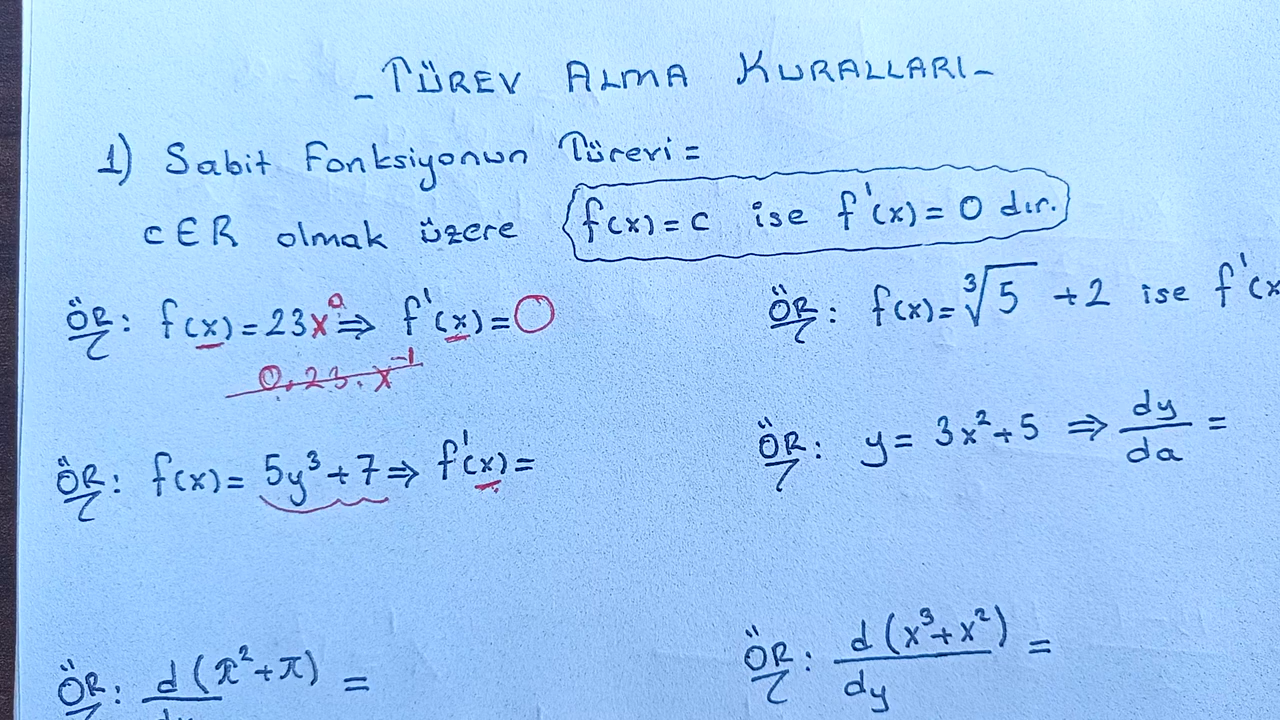 - TÜREV ALMA KURALLARI -
1) Sabit Fonksiyonun Türevi =
c∈R olmak üzere f(x) = c ise f'(x) = 0 dır.
ÖR: f(x) = 23x⁰ ⇒ f'(x) = 0
0.23.x⁻¹
ÖR: f(x) = ∛5 + 2 ise f'(x
ÖR: f(x) = 5y³ + 7 ⇒ f'(x) =
ÖR: y = 3x² + 5 ⇒ dy/da =
ÖR: d(π² + π)/ =
ÖR: d(x³ + x²)/dy =